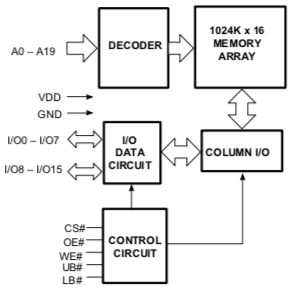 A0 – A19
DECODER
1024K x 16
MEMORY
ARRAY
VDD
GND
I/O0 – I/O7
I/O8 – I/O15
I/O
DATA
CIRCUIT
COLUMN I/O
CS#
OE#
WE#
UB#
LB#
CONTROL
CIRCUIT